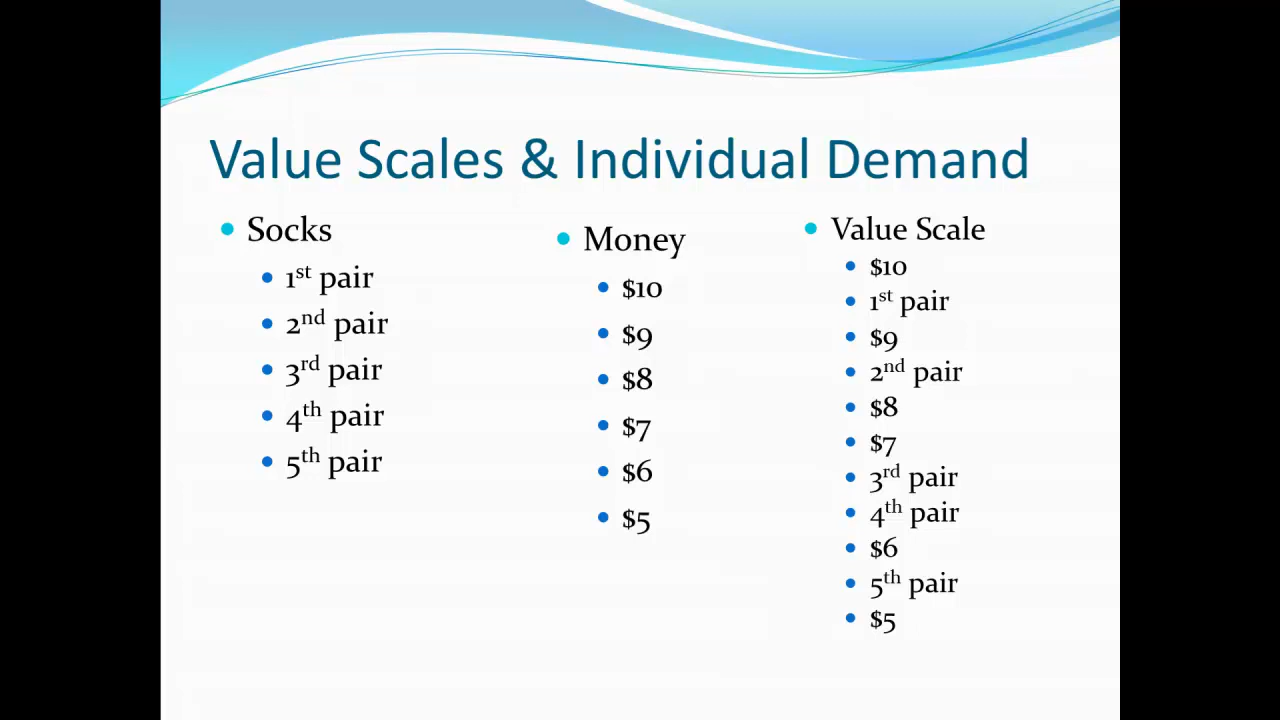 Value Scales & Individual Demand
Socks
1st pair
2nd pair
3rd pair
4th pair
5th pair
Money
$10
$9
$8
$7
$6
$5
Value Scale
$10
1st pair
$9
2nd pair
$8
$7
3rd pair
4th pair
$6
5th pair
$5